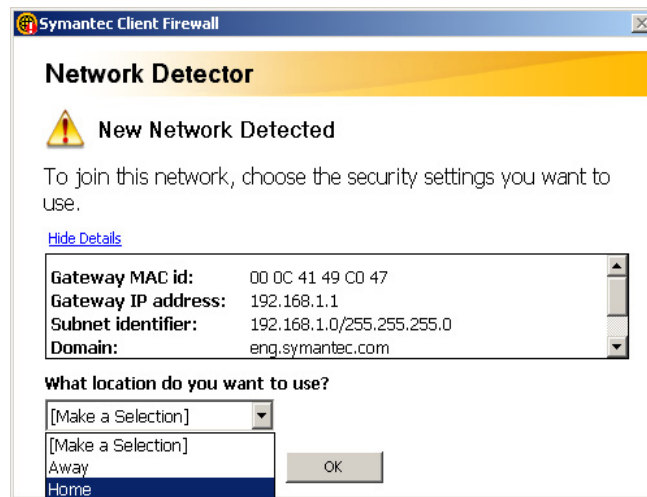 Symantec Client Firewall
Network Detector
New Network Detected
To join this network, choose the security settings you want to
use.
Hide Details
Gateway MAC id: 00 0C 41 49 C0 47
Gateway IP address: 192.168.1.1
Subnet identifier: 192.168.1.0/255.255.255.0
Domain: eng.symantec.com
What location do you want to use?
[Make a Selection]
[Make a Selection]
Away
OK
Home